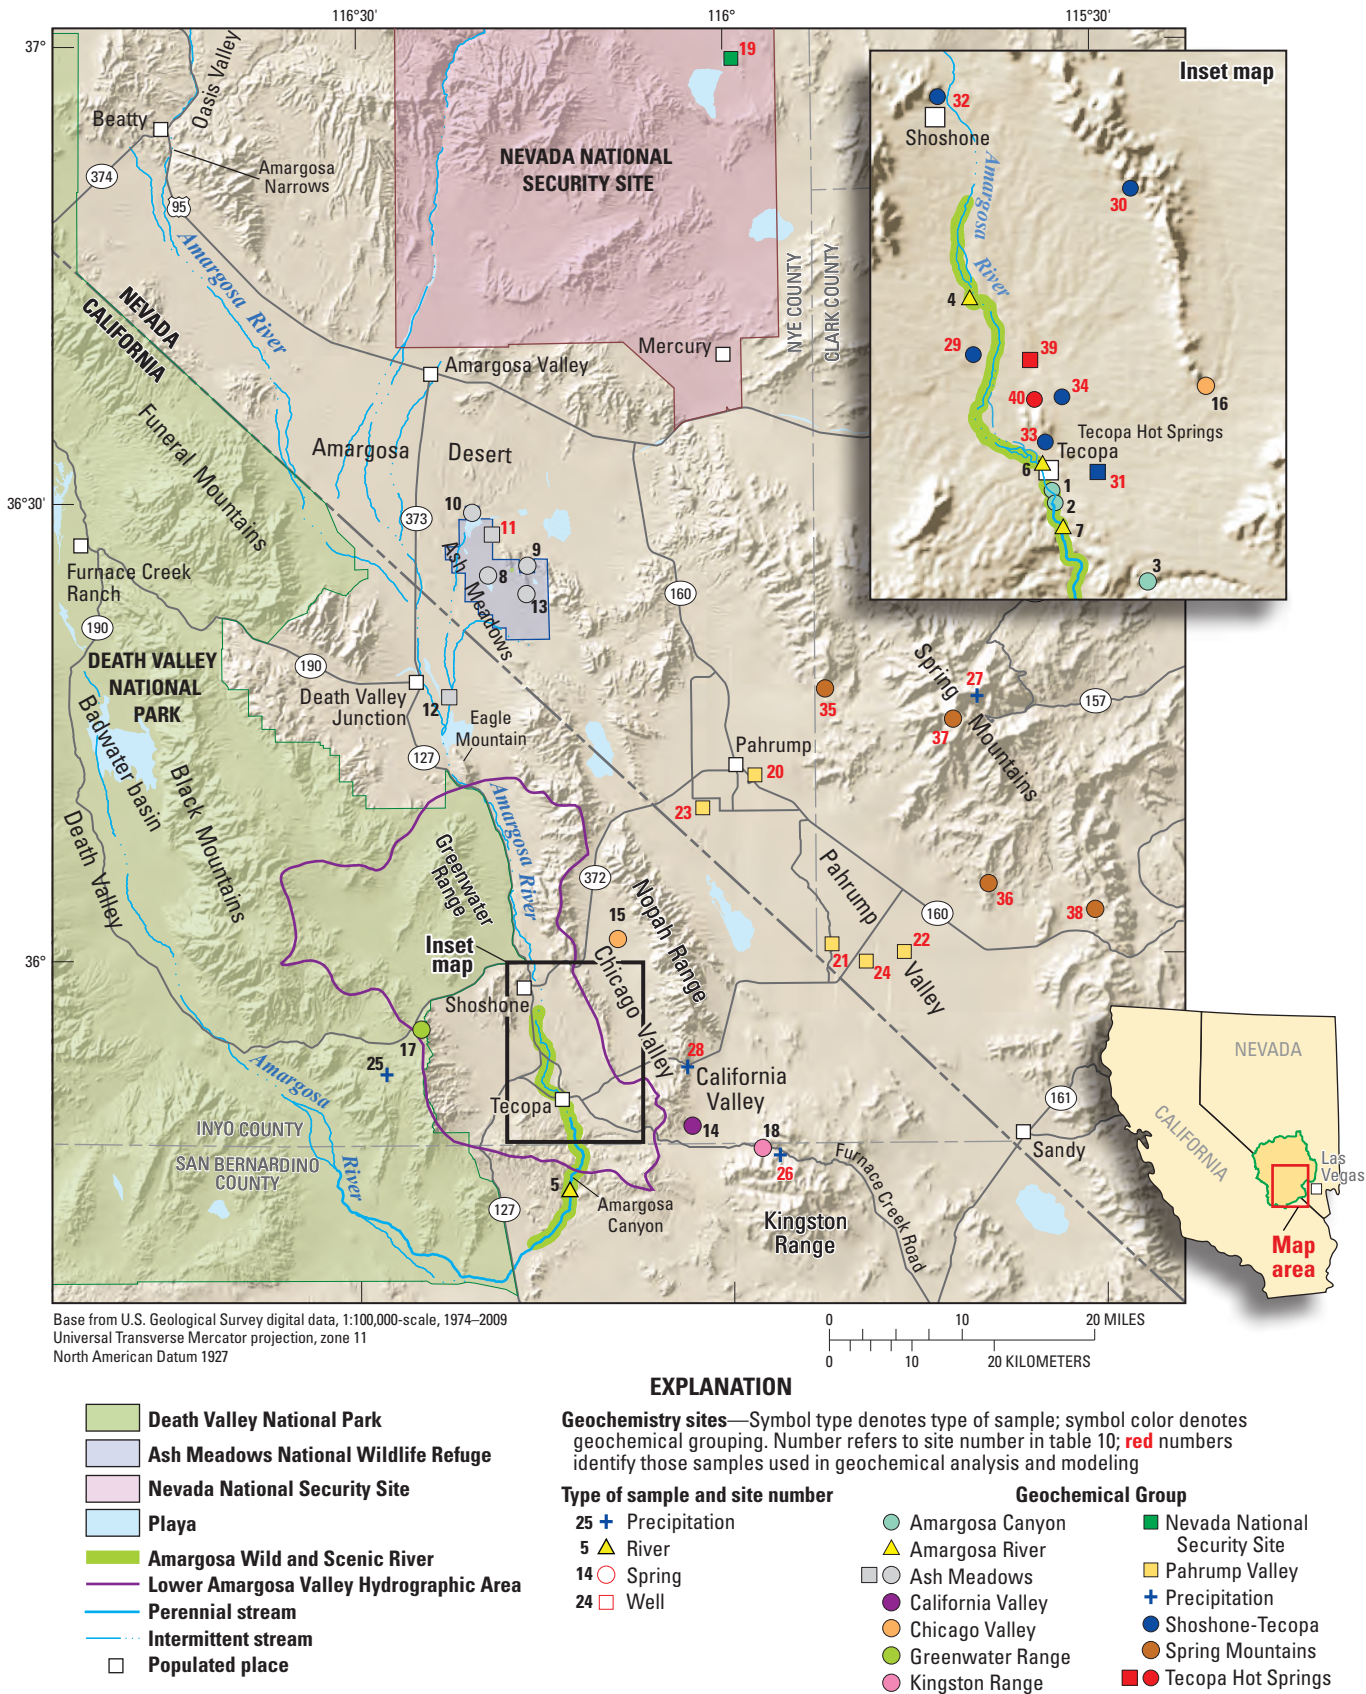 116°30'
116°
115°30'
37°
36°30'
36°
Beatty
Oasis Valley
Amargosa
Narrows
374
95
Amargosa River
NEVADA
CALIFORNIA
NEVADA NATIONAL
SECURITY SITE
19
Mercury
NYE COUNTY
CLARK COUNTY
Amargosa Valley
Funeral Mountains
Amargosa
Desert
373
10
11
9
8
13
Ash Meadows
Furnace Creek
Ranch
190
190
160
DEATH VALLEY
NATIONAL
PARK
Death Valley
Junction
12
Eagle
Mountain
127
Badwater basin
Black Mountains
Death Valley
Greenwater
Range
Amargosa River
372
Nopah Range
15
Chicago Valley
Inset
map
Shoshone
Tecopa
17
25
Amargosa
River
INYO COUNTY
SAN BERNARDINO
COUNTY
127
5
Amargosa
Canyon
28
California
Valley
14
18
26
Kingston
Range
Furnace Creek Road
Sandy
161
Pahrump
20
23
35
Spring
Mountains
27
37
157
Pahrump
Valley
160
36
38
21
22
24
Inset map
32
Shoshone
Amargosa
River
30
4
29
39
40
34
33
16
Tecopa Hot Springs
Tecopa
6
31
1
2
7
3
NEVADA
CALIFORNIA
Las
Vegas
Map
area
Base from U.S. Geological Survey digital data, 1:100,000-scale, 1974–2009
Universal Transverse Mercator projection, zone 11
North American Datum 1927
0 10 20 MILES
0 10 20 KILOMETERS
EXPLANATION
Death Valley National Park
Ash Meadows National Wildlife Refuge
Nevada National Security Site
Playa
Amargosa Wild and Scenic River
Lower Amargosa Valley Hydrographic Area
Perennial stream
Intermittent stream
Populated place
Geochemistry sites—Symbol type denotes type of sample; symbol color denotes
geochemical grouping. Number refers to site number in table 10; red numbers
identify those samples used in geochemical analysis and modeling
Type of sample and site number
25 Precipitation
5 River
14 Spring
24 Well
Geochemical Group
Amargosa Canyon
Amargosa River
Ash Meadows
California Valley
Chicago Valley
Greenwater Range
Kingston Range
Nevada National
Security Site
Pahrump Valley
Precipitation
Shoshone-Tecopa
Spring Mountains
Tecopa Hot Springs